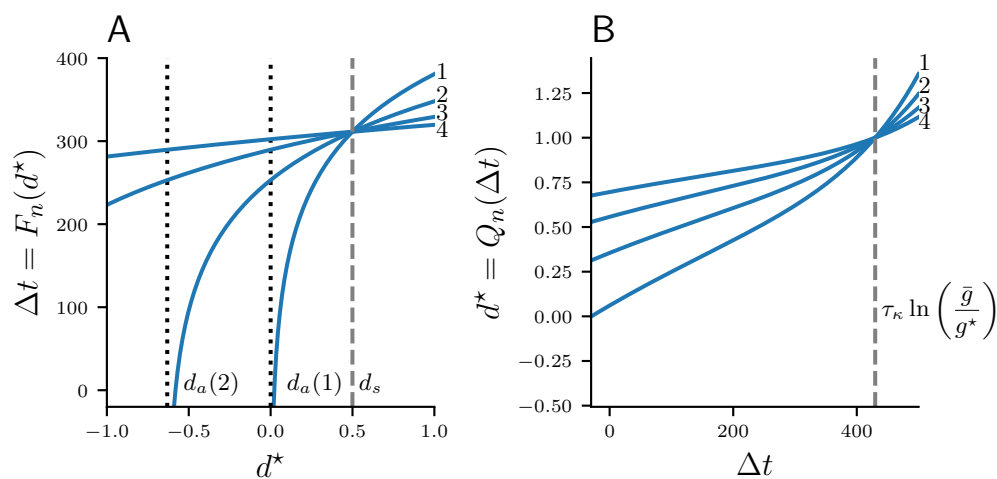 A
400
300
200
100
0
Δt = F_n(d^⋆)
1
2
3
4
d_a(2)
d_a(1)
d_s
−1.0
−0.5
0.0
0.5
1.0
d^⋆
B
1.25
1.00
0.75
0.50
0.25
0.00
−0.25
−0.50
d^⋆ = Q_n(Δt)
1
2
3
4
τ_κ ln ( ḡ / g^⋆ )
0
200
400
Δt